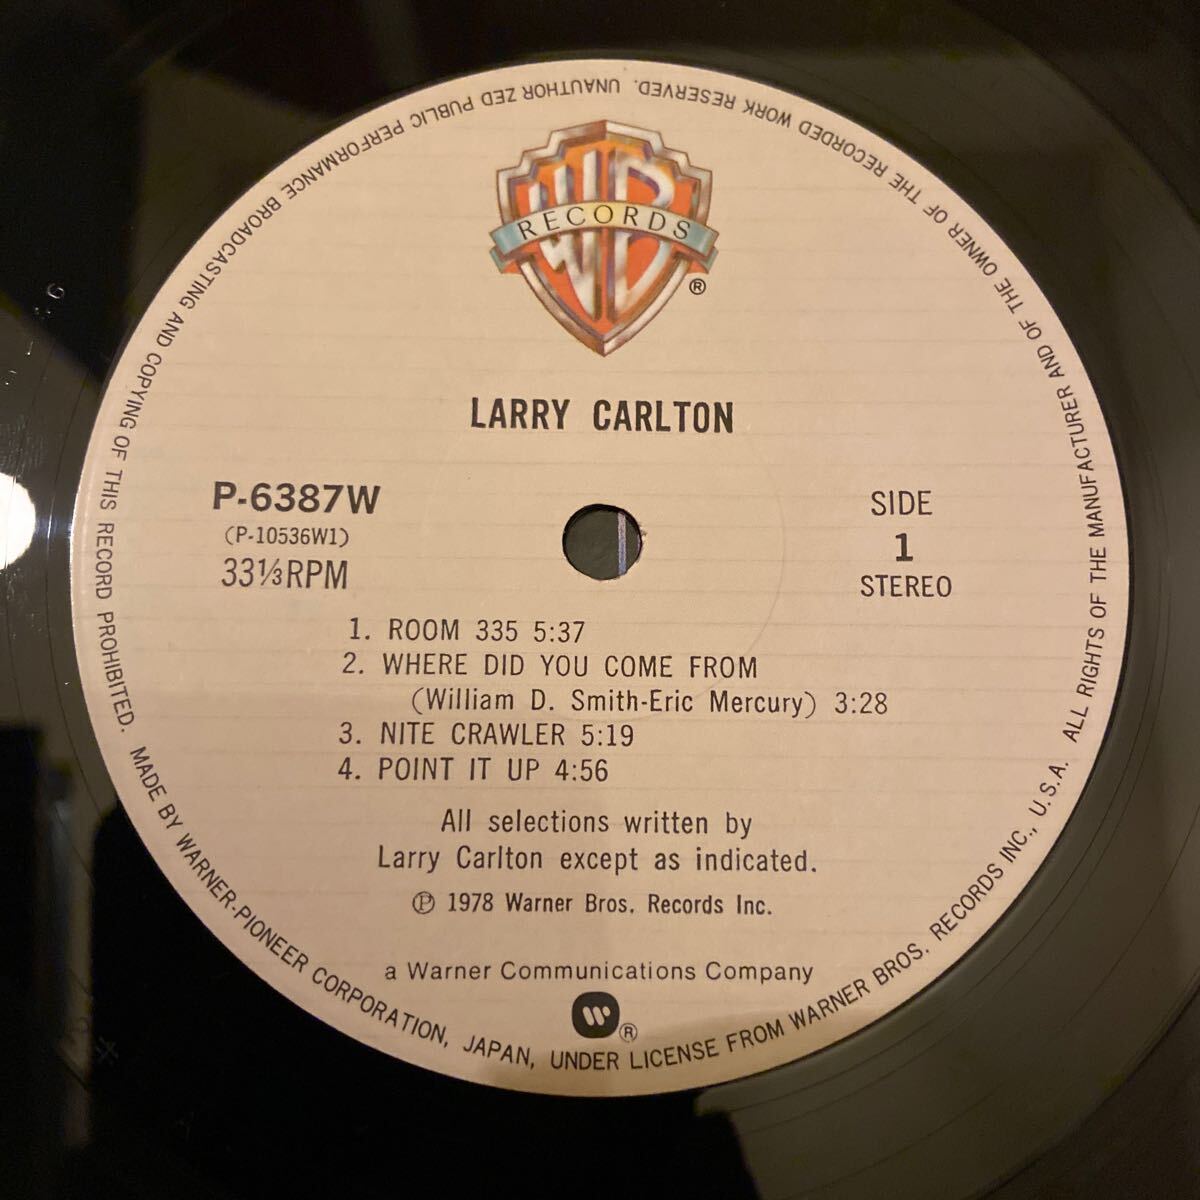 WB
RECORDS
®
LARRY CARLTON
P-6387W
(P-10536W1)
33⅓RPM
SIDE
1
STEREO
1. ROOM 335 5:37
2. WHERE DID YOU COME FROM
(William D. Smith-Eric Mercury) 3:28
3. NITE CRAWLER 5:19
4. POINT IT UP 4:56
All selections written by
Larry Carlton except as indicated.
℗ 1978 Warner Bros. Records Inc.
a Warner Communications Company
®
MADE BY WARNER-PIONEER CORPORATION, JAPAN, UNDER LICENSE FROM WARNER BROS. RECORDS INC., U.S.A. ALL RIGHTS OF THE MANUFACTURER AND OF THE OWNER OF THE RECORDED WORK RESERVED. UNAUTHOR ZED PUBLIC PERFORMANCE BROADCASTING AND COPYING OF THIS RECORD PROHIBITED.